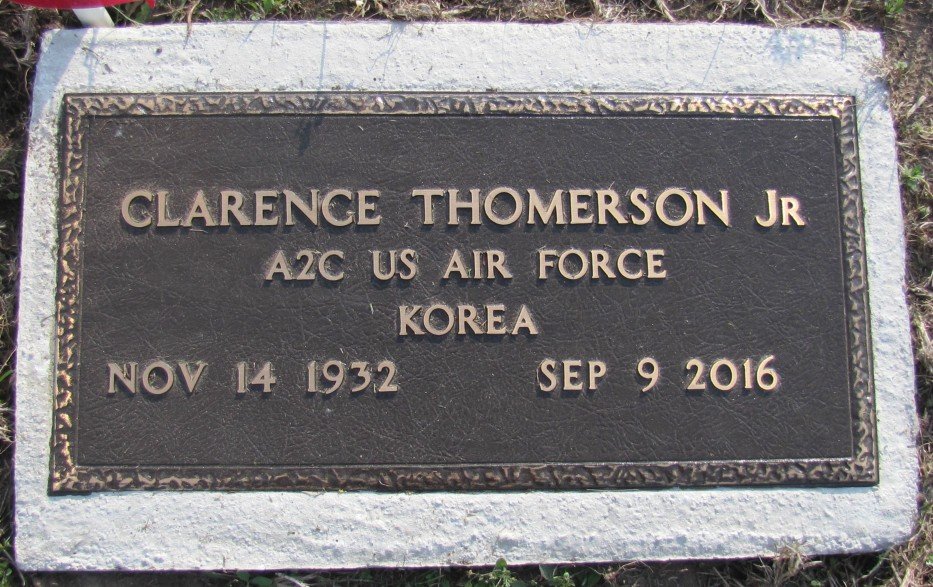 CLARENCE THOMERSON JR
A2C US AIR FORCE
KOREA
NOV 14 1932 SEP 9 2016